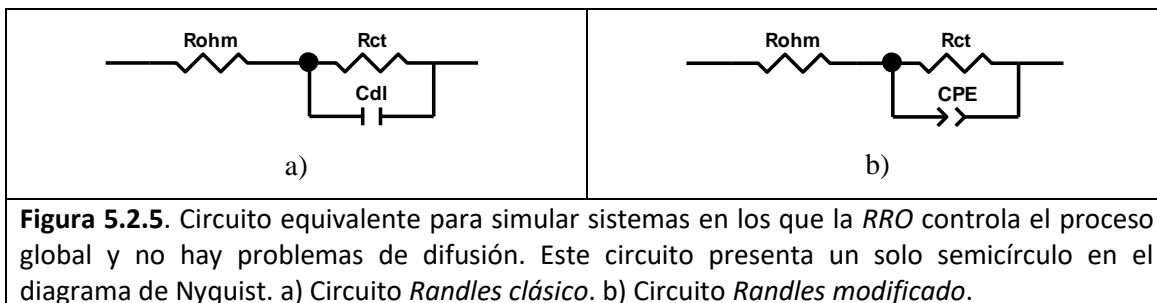 Rohm Rct
Cdl
a)
Rohm Rct
CPE
b)
Figura 5.2.5. Circuito equivalente para simular sistemas en los que la RRO controla el proceso
global y no hay problemas de difusión. Este circuito presenta un solo semicírculo en el
diagrama de Nyquist. a) Circuito Randles clásico. b) Circuito Randles modificado.